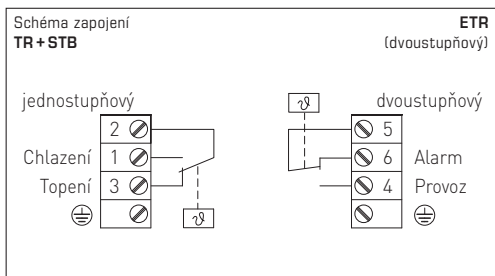 Schéma zapojení
TR + STB
ETR
(dvoustupňový)
jednostupňový
2
Chlazení 1
Topení 3
ϑ
ϑ
dvoustupňový
5
6 Alarm
4 Provoz